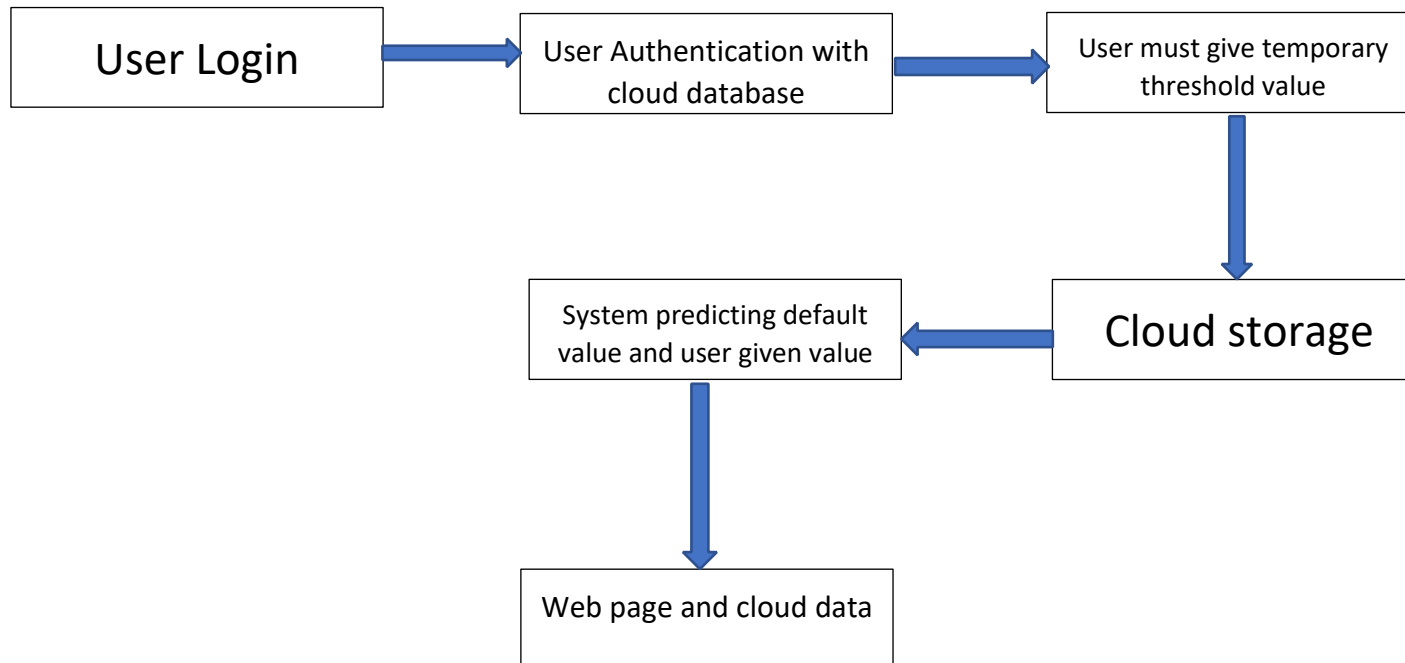 User Login
User Authentication with
cloud database
User must give temporary
threshold value
Cloud storage
System predicting default
value and user given value
Web page and cloud data